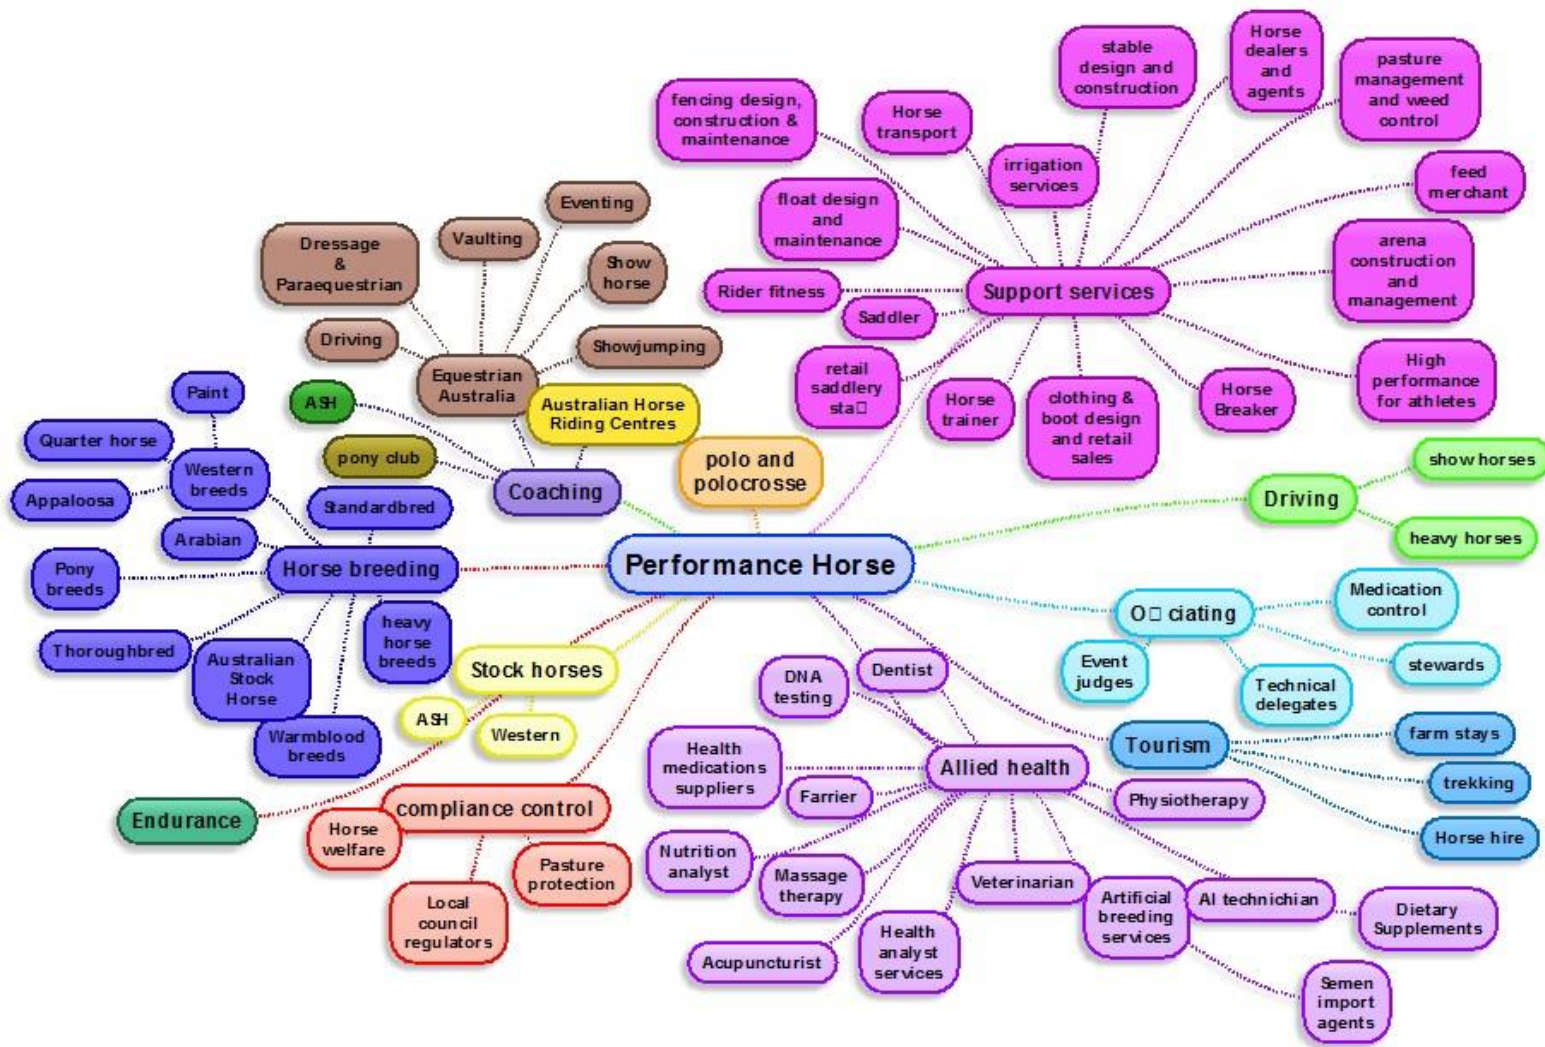 stable
design and
construction
Horse
dealers
and
agents
pasture
management
and weed
control
fencing design,
construction &
maintenance
Horse
transport
irrigation
services
feed
merchant
float design
and
maintenance
arena
construction
and
management
Rider fitness
Support services
Saddler
retail
saddlery
sta□
Horse
trainer
clothing &
boot design
and retail
sales
Horse
Breaker
High
performance
for athletes
Eventing
Vaulting
Dressage
&
Paraequestrian
Show
horse
Driving
Showjumping
Equestrian
Australia
ASH
Australian Horse
Riding Centres
pony club
Coaching
polo and
polocrosse
Paint
Quarter horse
Western
breeds
Appaloosa
Standardbred
Arabian
Horse breeding
Pony
breeds
Thoroughbred
Australian
Stock
Horse
heavy
horse
breeds
Warmblood
breeds
Performance Horse
show horses
Driving
heavy horses
Medication
control
O□ ciating
Event
judges
Technical
delegates
stewards
Stock horses
ASH
Western
Endurance
compliance control
Horse
welfare
Pasture
protection
Local
council
regulators
DNA
testing
Dentist
Tourism
farm stays
trekking
Horse hire
Health
medications
suppliers
Allied health
Farrier
Physiotherapy
Nutrition
analyst
Massage
therapy
Veterinarian
Artificial
breeding
services
AI technichian
Dietary
Supplements
Acupuncturist
Health
analyst
services
Semen
import
agents